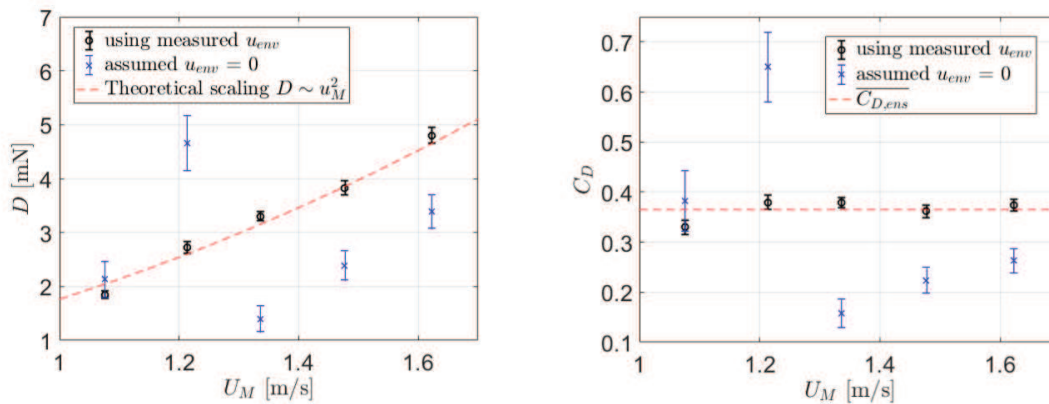 7
6
5
4
3
2
1
D [mN]
using measured u_env
assumed u_env = 0
Theoretical scaling D ∼ u_M^2
1
1.2
1.4
1.6
U_M [m/s]
0.7
0.6
0.5
0.4
0.3
0.2
0.1
C_D
using measured u_env
assumed u_env = 0
\overline{C_{D,ens}}
1
1.2
1.4
1.6
U_M [m/s]